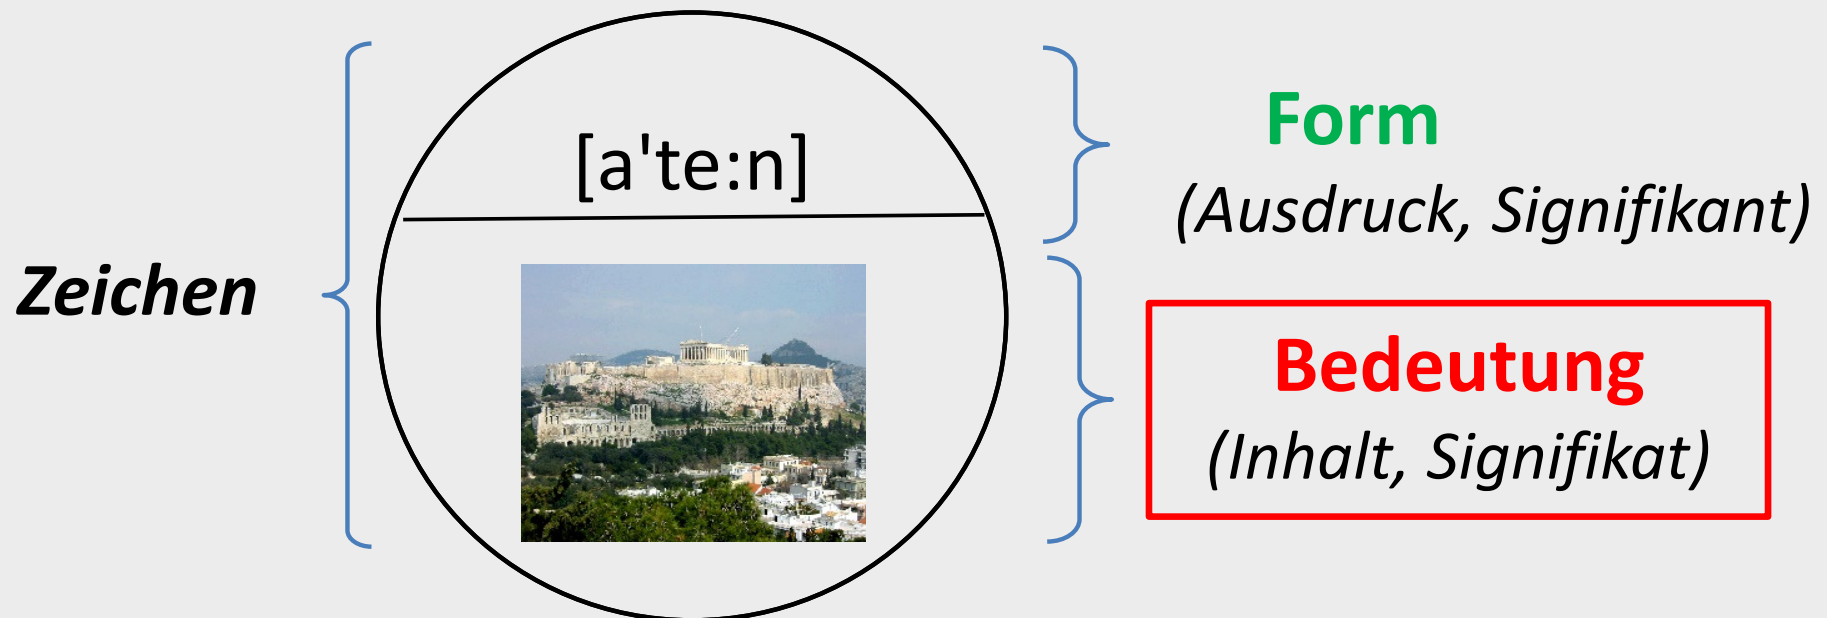 Zeichen
[a'te:n]
Form
(Ausdruck, Signifikant)
Bedeutung
(Inhalt, Signifikat)